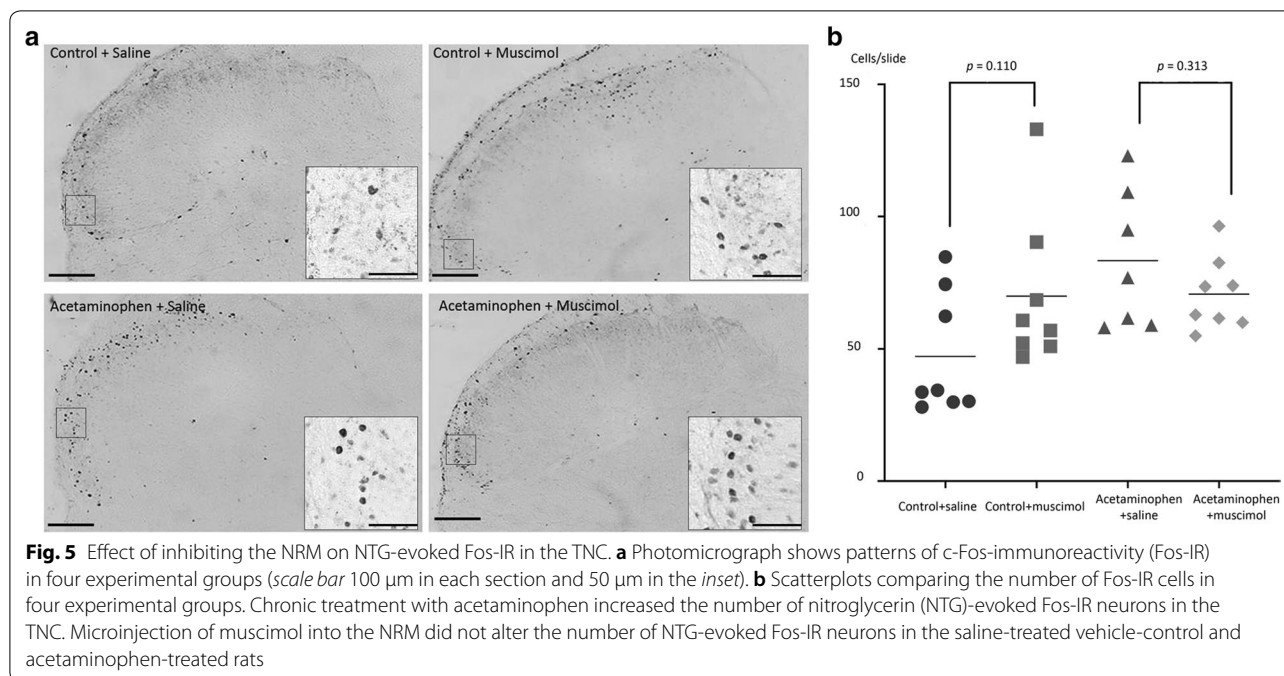 a
Control + Saline
Control + Muscimol
Acetaminophen + Saline
Acetaminophen + Muscimol
b
Cells/slide
p = 0.110
p = 0.313
150
100
50
0
Control+saline
Control+muscimol
Acetaminophen
+saline
Acetaminophen
+muscimol
Fig. 5 Effect of inhibiting the NRM on NTG-evoked Fos-IR in the TNC. a Photomicrograph shows patterns of c-Fos-immunoreactivity (Fos-IR)
in four experimental groups (scale bar 100 µm in each section and 50 µm in the inset). b Scatterplots comparing the number of Fos-IR cells in
four experimental groups. Chronic treatment with acetaminophen increased the number of nitroglycerin (NTG)-evoked Fos-IR neurons in the
TNC. Microinjection of muscimol into the NRM did not alter the number of NTG-evoked Fos-IR neurons in the saline-treated vehicle-control and
acetaminophen-treated rats